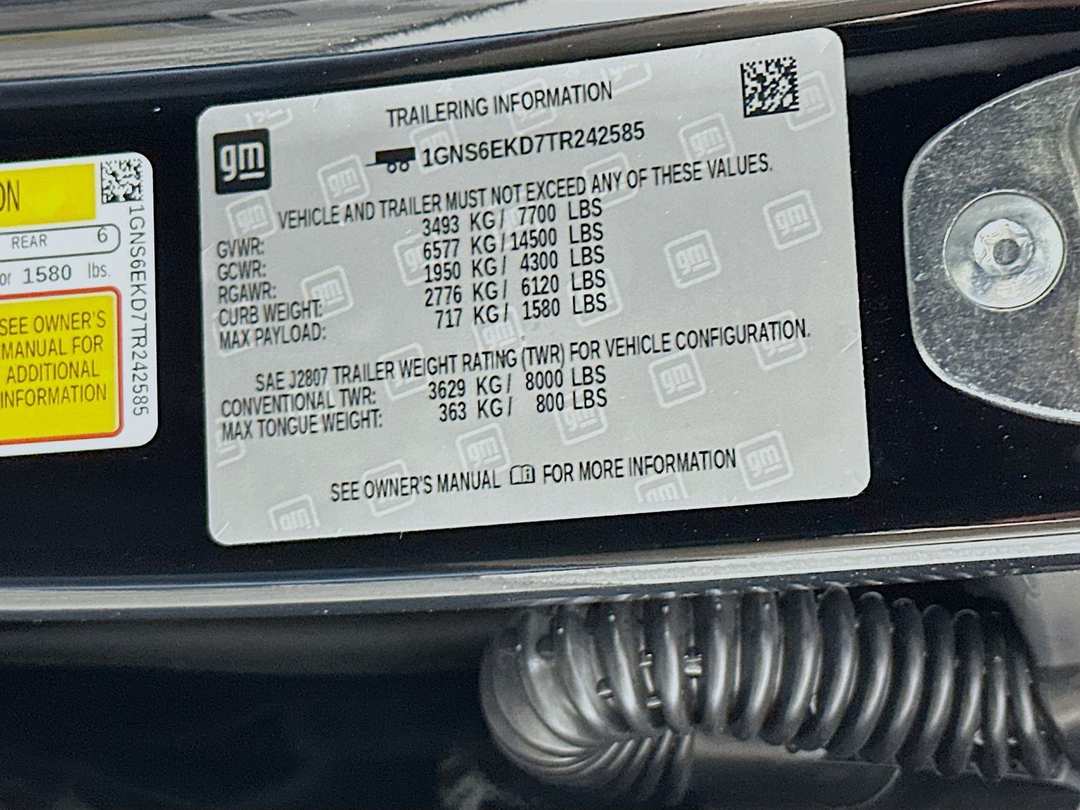 gm
TRAILERING INFORMATION
1GNS6EKD7TR242585
VEHICLE AND TRAILER MUST NOT EXCEED ANY OF THESE VALUES.
GVWR: 3493 KG / 7700 LBS
GCWR: 6577 KG / 14500 LBS
RGAWR: 1950 KG / 4300 LBS
CURB WEIGHT: 2776 KG / 6120 LBS
MAX PAYLOAD: 717 KG / 1580 LBS
SAE J2807 TRAILER WEIGHT RATING (TWR) FOR VEHICLE CONFIGURATION.
CONVENTIONAL TWR: 3629 KG / 8000 LBS
MAX TONGUE WEIGHT: 363 KG / 800 LBS
SEE OWNER'S MANUAL FOR MORE INFORMATION
ON
REAR 6
or 1580 lbs.
SEE OWNER'S
MANUAL FOR
ADDITIONAL
INFORMATION
1GNS6EKD7TR242585